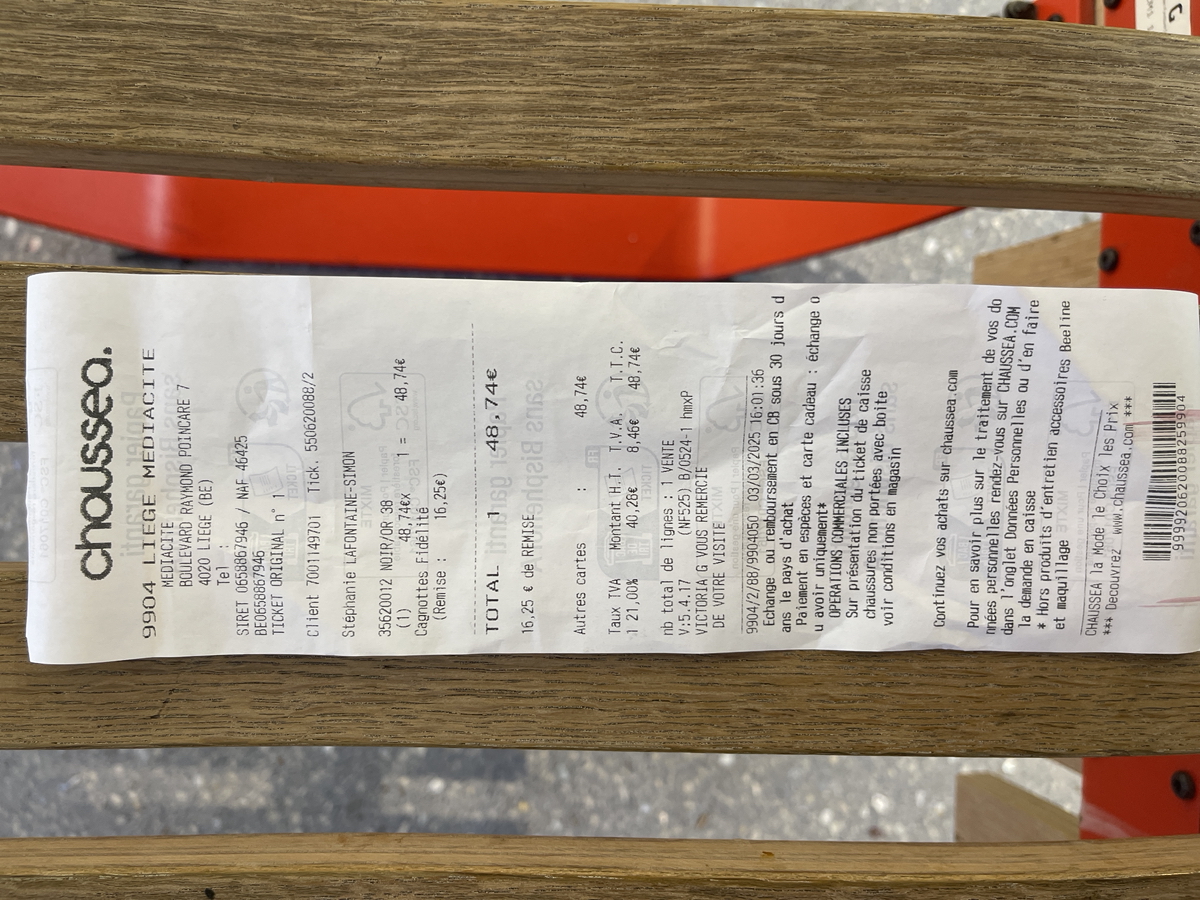 chaussea.
9904 LIEGE MEDIACITE
MEDIACITE
BOULEVARD RAYMOND POINCARE 7
4020 LIEGE (BE)
Tel :
SIRET 0658867946 / NAF 46425
BE0658867946
TICKET ORIGINAL n° 1
Client 70001149701 Tick. 550620088/2
Stephanie LAFONTAINE-SIMON
35620012 NOIR/OR 38
(1) 48,74€x 1 = 48,74€
Cagnottes Fidélité
(Remise : 16,25€)
TOTAL 1 48,74€
16,25 € de REMISE
Autres cartes : 48,74€
Taux TVA Montant H.T. T.V.A. T.T.C.
1 21,00% 40,28€ 8,46€ 48,74€
nb total de lignes : 1 VENTE
V:5.4.17 (NF525) B/0524-1 hmxP
VICTORIA G VOUS REMERCIE
DE VOTRE VISITE
9904/2/88/9904050 03/03/2025 16:01:36
Echange ou remboursement en CB sous 30 jours d
ans le pays d'achat
Paiement en espèces et carte cadeau : échange o
u avoir uniquement*
OPERATIONS COMMERCIALES INCLUSES
Sur présentation du ticket de caisse
chaussures non portées avec boite
voir conditions en magasin
Continuez vos achats sur chaussea.com
Pour en savoir plus sur le traitement de vos do
nnées personnelles rendez-vous sur CHAUSSEA.COM
dans l'onglet Données Personnelles ou d'en faire
la demande en caisse
* Hors produits d'entretien accessoires Beeline
et maquillage
CHAUSSEA la Mode le Choix les Prix
*** Decouvrez www.chaussea.com ***
999920620088259904